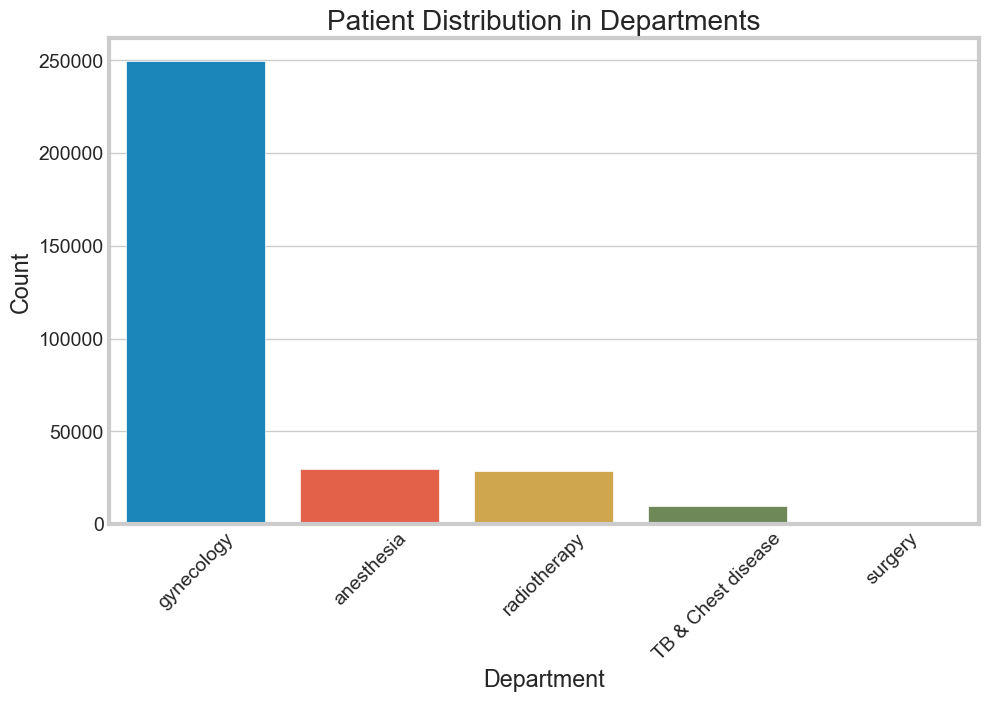 Patient Distribution in Departments
250000
200000
150000
100000
50000
0
Count
gynecology
anesthesia
radiotherapy
TB & Chest disease
surgery
Department